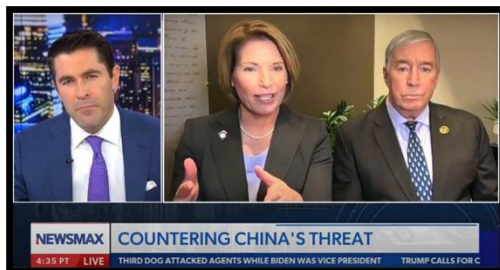 NEWSMAX
COUNTERING CHINA'S THREAT
4:35 PT LIVE
THIRD DOG ATTACKED AGENTS WHILE BIDEN WAS VICE PRESIDENT TRUMP CALLS FOR C